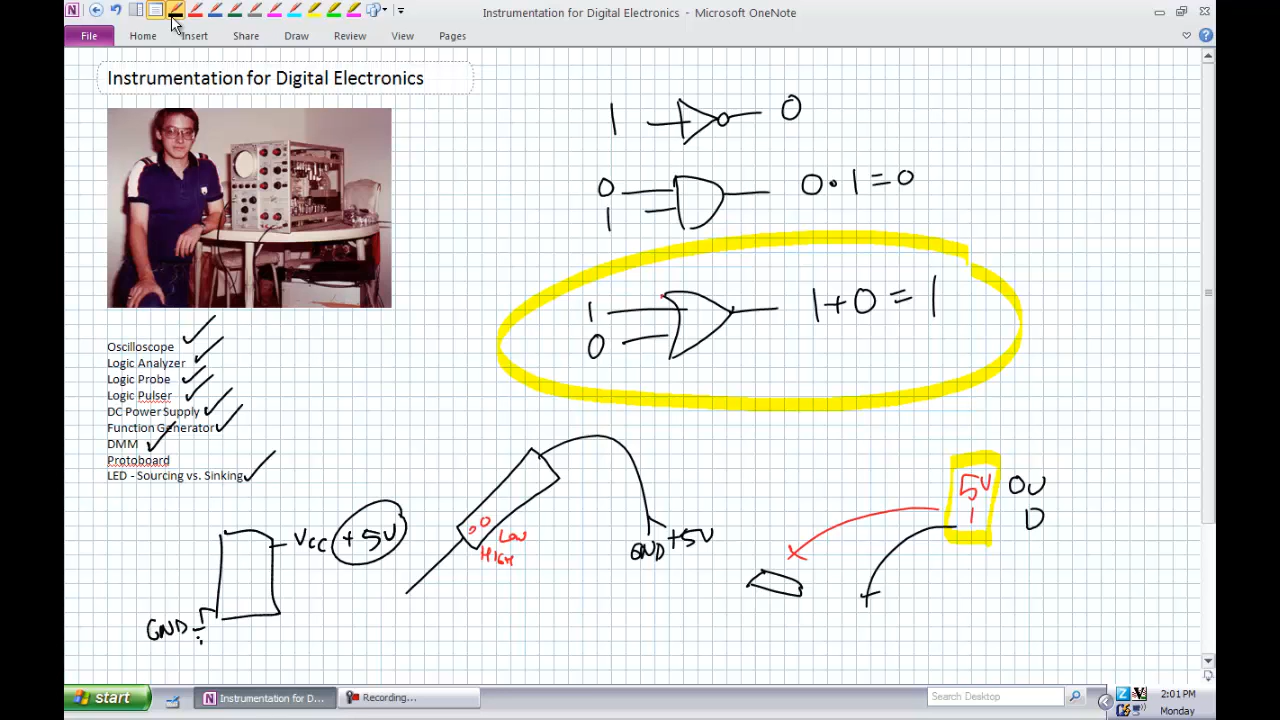 Instrumentation for Digital Electronics - Microsoft OneNote
File Home Insert Share Draw Review View Pages
Instrumentation for Digital Electronics
1 0
0 1 0•1=0
1 0 1+0=1
Oscilloscope
Logic Analyzer
Logic Probe
Logic Pulser
DC Power Supply
Function Generator
DMM
Protoboard
LED - Sourcing vs. Sinking
VCC +5V
GND
LOW
HIGH
GND +5V
5V 0V
1 0
start
Instrumentation for D...
Recording...
Search Desktop
2:01 PM
Monday